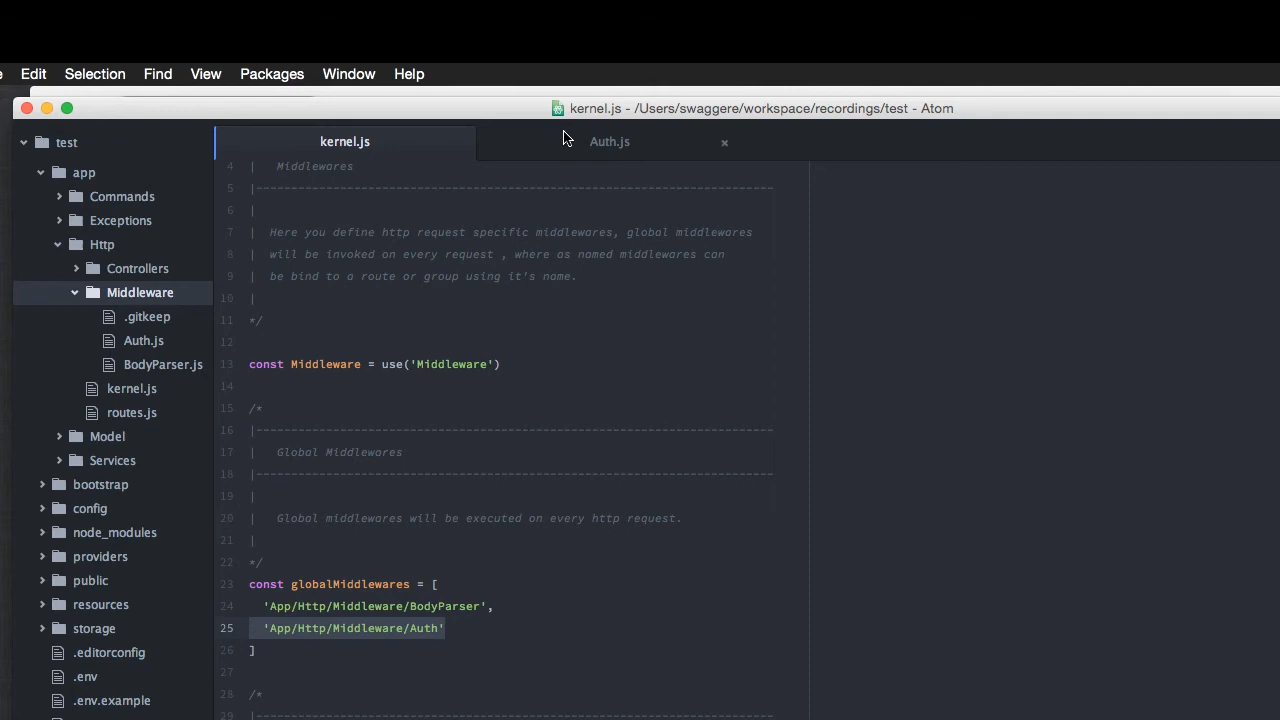 Edit Selection Find View Packages Window Help
kernel.js - /Users/swaggere/workspace/recordings/test - Atom
test
app
Commands
Exceptions
Http
Controllers
Middleware
.gitkeep
Auth.js
BodyParser.js
kernel.js
routes.js
Model
Services
bootstrap
config
node_modules
providers
public
resources
storage
.editorconfig
.env
.env.example
kernel.js Auth.js
4 | Middlewares
5 |--------------------------------------------------------------------------
6 |
7 | Here you define http request specific middlewares, global middlewares
8 | will be invoked on every request , where as named middlewares can
9 | be bind to a route or group using it's name.
10 |
11 */
12
13 const Middleware = use('Middleware')
14
15 /*
16 |--------------------------------------------------------------------------
17 | Global Middlewares
18 |--------------------------------------------------------------------------
19 |
20 | Global middlewares will be executed on every http request.
21 |
22 */
23 const globalMiddlewares = [
24 'App/Http/Middleware/BodyParser',
25 'App/Http/Middleware/Auth'
26 ]
27
28 /*
29 |--------------------------------------------------------------------------